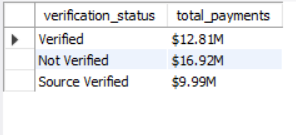 verification_status total_payments
Verified $12.81M
Not Verified $16.92M
Source Verified $9.99M